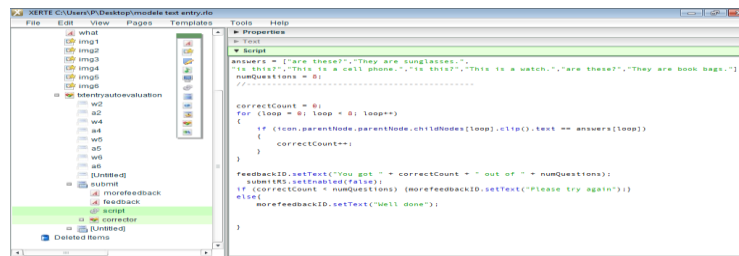 XERTE C:\Users\P\Desktop\modele test entry.rlo
File Edit View Pages Templates Tools Help
what
img1
img2
img3
img4
img5
img6
txtentryautoevaluation
w2
a2
w4
a4
w5
a5
w6
a6
[Untitled]
submit
morefeedback
feedback
script
corrector
[Untitled]
Deleted Items
Properties
Text
Script
answers = ["are these?","They are sunglasses.",
"is this?","This is a cell phone.","is this?","This is a watch.","are these?","They are book bags."]
numQuestions = 8;
//------------------------------------------------
correctCount = 0;
for (loop = 0; loop < 8; loop++)
{
if (icon.parentNode.parentNode.childNodes[loop].clip().text == answers[loop])
{
correctCount++;
}
}
feedbackID.setText("You got " + correctCount + " out of " + numQuestions);
submitRS.setEnabled(false);
if (correctCount < numQuestions) {morefeedbackID.setText("Please try again");}
else{
morefeedbackID.setText("Well done");
}